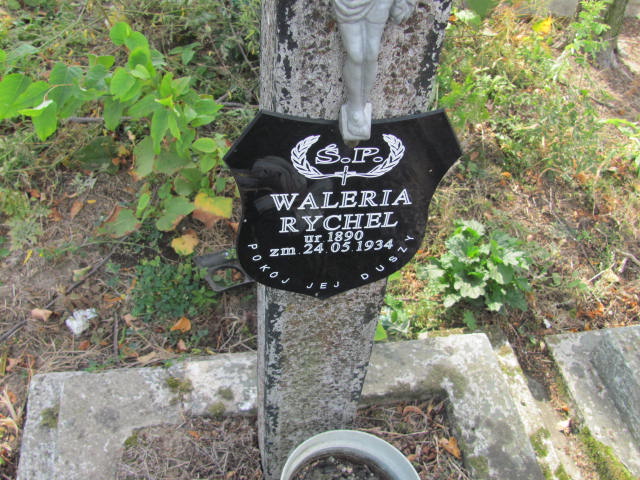 Ś.P.
WALERIA
RYCHEL
ur 1890
zm.24.05.1934
POKÓJ JEJ DUSZY